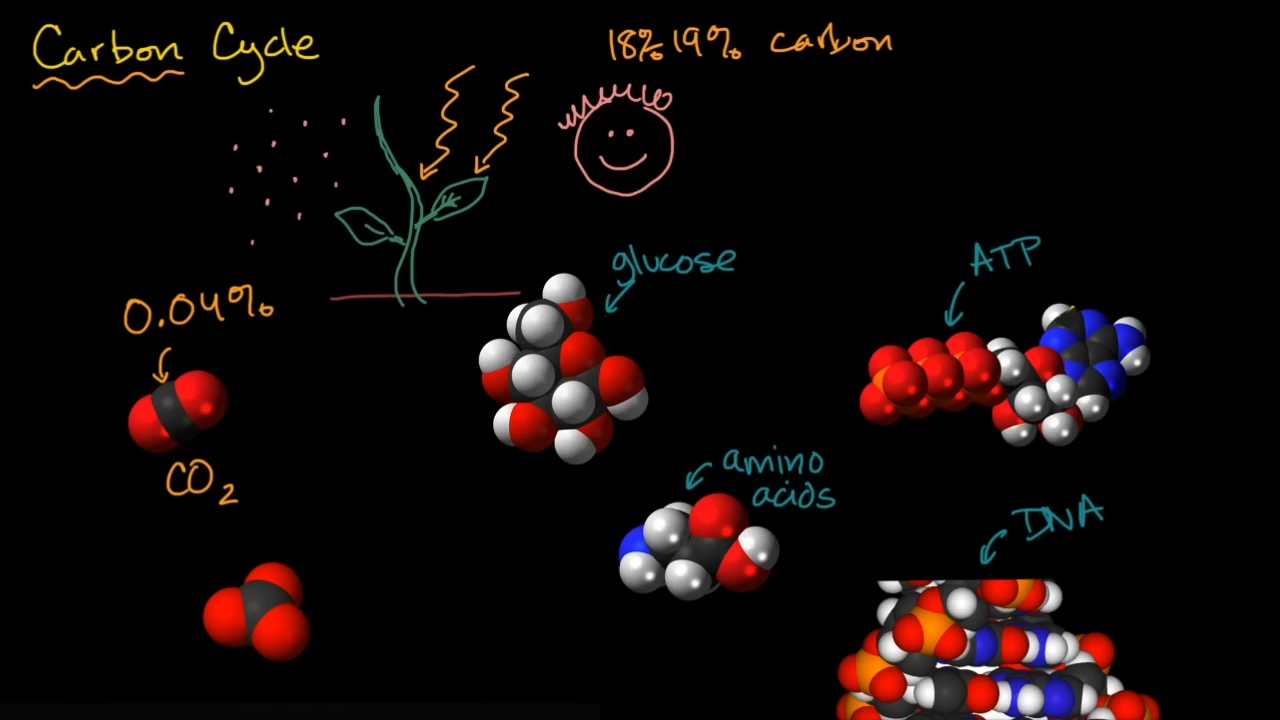 Carbon Cycle
18% 19% carbon
glucose
ATP
0.04%
CO2
amino
acids
DNA